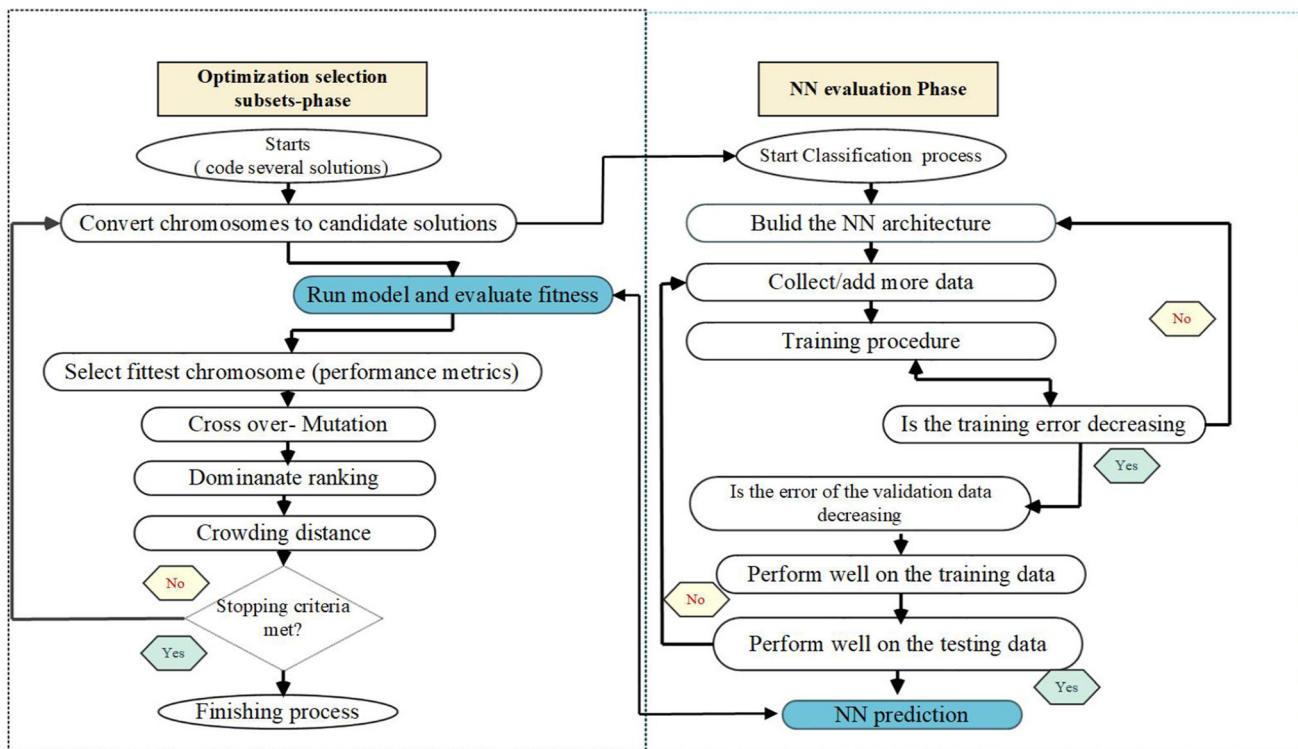 Optimization selection
subsets-phase
Starts
( code several solutions)
Convert chromosomes to candidate solutions
Run model and evaluate fitness
Select fittest chromosome (performance metrics)
Cross over- Mutation
Dominanate ranking
Crowding distance
No
Stopping criteria
met?
Yes
Finishing process
NN evaluation Phase
Start Classification process
Bulid the NN architecture
Collect/add more data
No
Training procedure
Is the training error decreasing
Yes
Is the error of the validation data
decreasing
Perform well on the training data
No
Perform well on the testing data
Yes
NN prediction